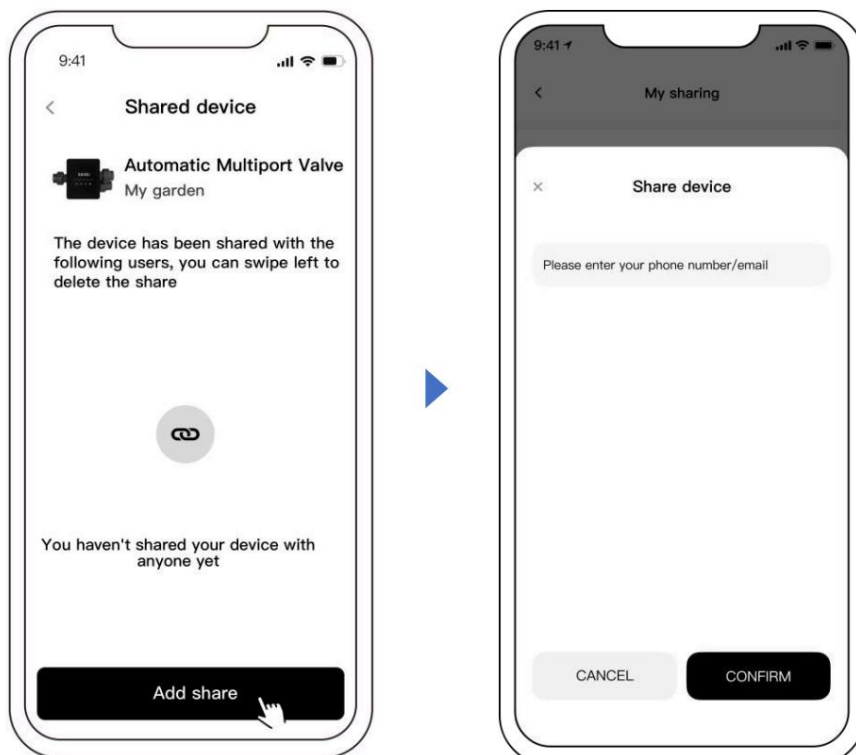 9:41
Shared device
Automatic Multiport Valve
My garden
The device has been shared with the
following users, you can swipe left to
delete the share
You haven't shared your device with
anyone yet
Add share
9:41
My sharing
Share device
Please enter your phone number/email
CANCEL
CONFIRM